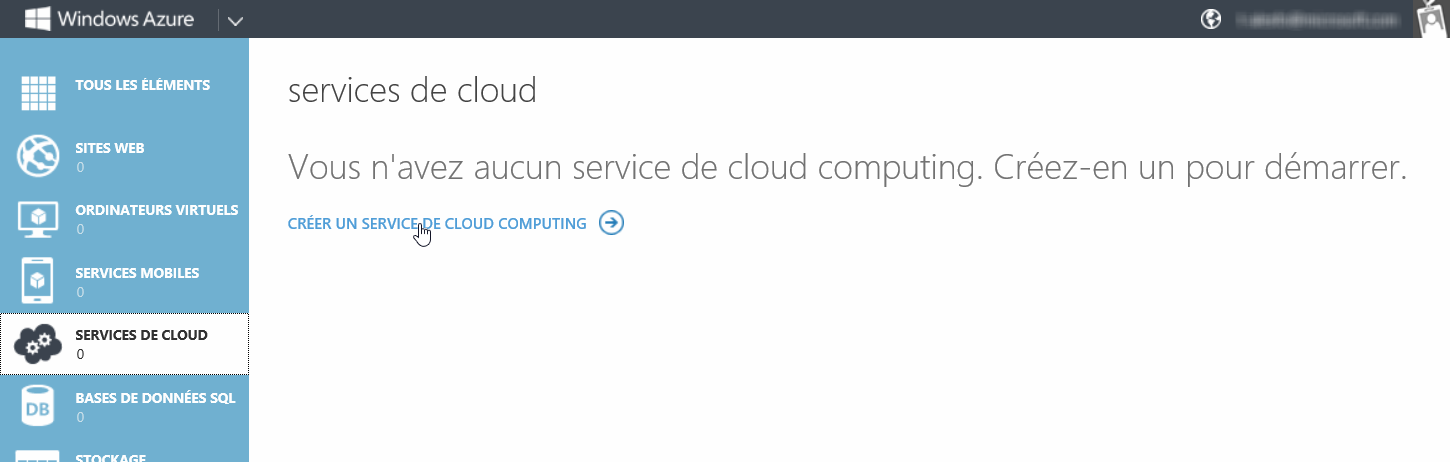 Windows Azure
TOUS LES ÉLÉMENTS
SITES WEB
0
ORDINATEURS VIRTUELS
0
SERVICES MOBILES
0
SERVICES DE CLOUD
0
DB
BASES DE DONNÉES SQL
0
STOCKAGE
services de cloud
Vous n'avez aucun service de cloud computing. Créez-en un pour démarrer.
CRÉER UN SERVICE DE CLOUD COMPUTING